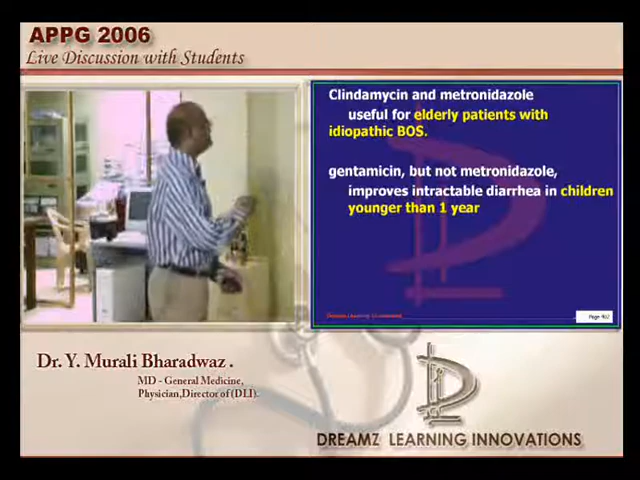 APPG 2006
Live Discussion with Students
Clindamycin and metronidazole
useful for elderly patients with
idiopathic BOS.
gentamicin, but not metronidazole,
improves intractable diarrhea in children
younger than 1 year
Page 402
Dr. Y. Murali Bharadwaz .
MD - General Medicine,
Physician,Director of (DLI).
DREAMZ LEARNING INNOVATIONS